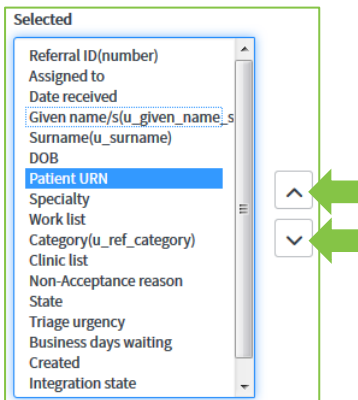 Selected
Referral ID(number)
Assigned to
Date received
Given name/s(u_given_name_s
Surname(u_surname)
DOB
Patient URN
Specialty
Work list
Category(u_ref_category)
Clinic list
Non-Acceptance reason
State
Triage urgency
Business days waiting
Created
Integration state